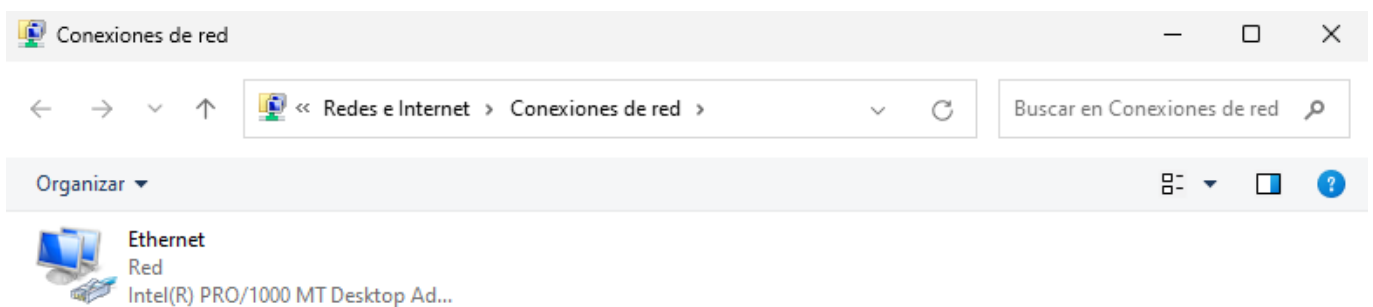 Conexiones de red
« Redes e Internet > Conexiones de red >
Buscar en Conexiones de red
Organizar
Ethernet
Red
Intel(R) PRO/1000 MT Desktop Ad...